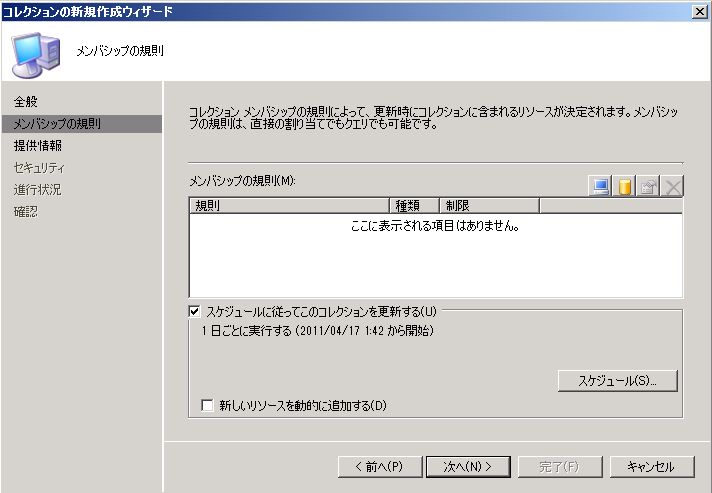 コレクションの新規作成ウィザード
メンバシップの規則
全般
メンバシップの規則
提供情報
セキュリティ
進行状況
確認
コレクション メンバシップの規則によって、更新時にコレクションに含まれるリソースが決定されます。メンバシッ
プの規則は、直接の割り当てでもクエリでも可能です。
メンバシップの規則(M):
規則 種類 制限
ここに表示される項目はありません。
スケジュールに従ってこのコレクションを更新する(U)
1 日ごとに実行する (2011/04/17 1:42 から開始)
スケジュール(S)...
新しいリソースを動的に追加する(D)
< 前へ(P) 次へ(N) > 完了(F) キャンセル